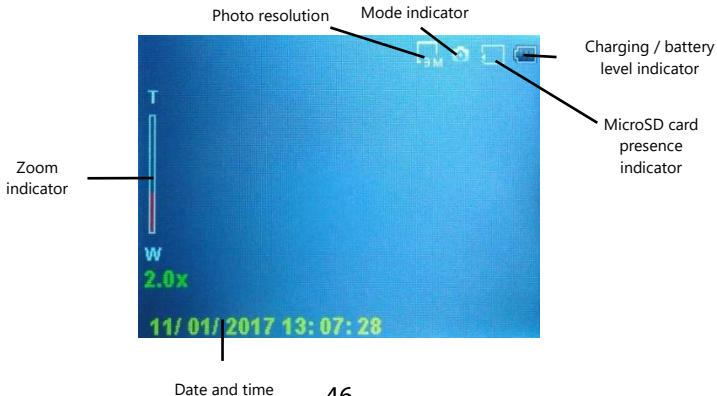 Photo resolution
Mode indicator
Charging / battery
level indicator
MicroSD card
presence
indicator
Zoom
indicator
T
W
2.0x
11/ 01/ 2017 13: 07: 28
Date and time
46